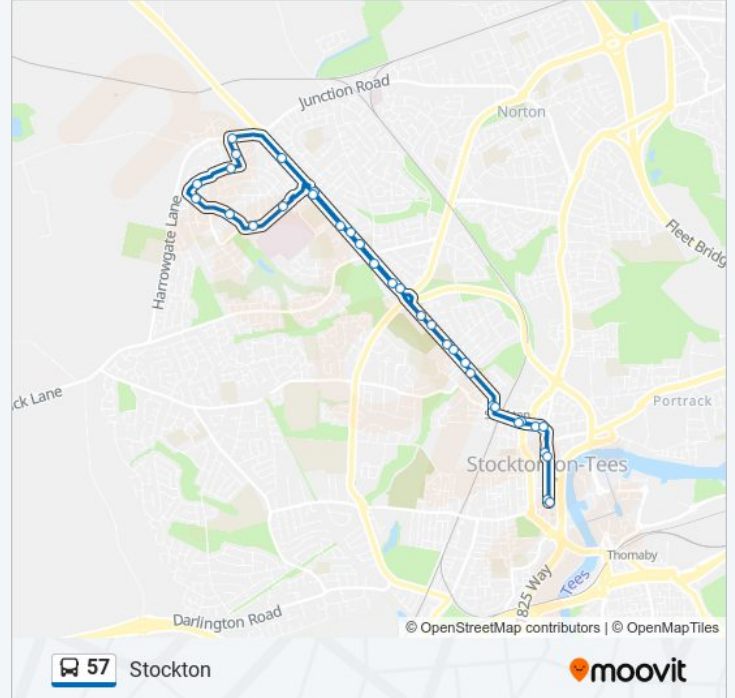 Junction Road
Norton
Fleet Bridg
Harrowgate Lane
ck Lane
Portrack
Stockton-on-Tees
Thornaby
Tees
825 Way
Darlington Road
© OpenStreetMap contributors | © OpenMapTiles
57 Stockton
moovit